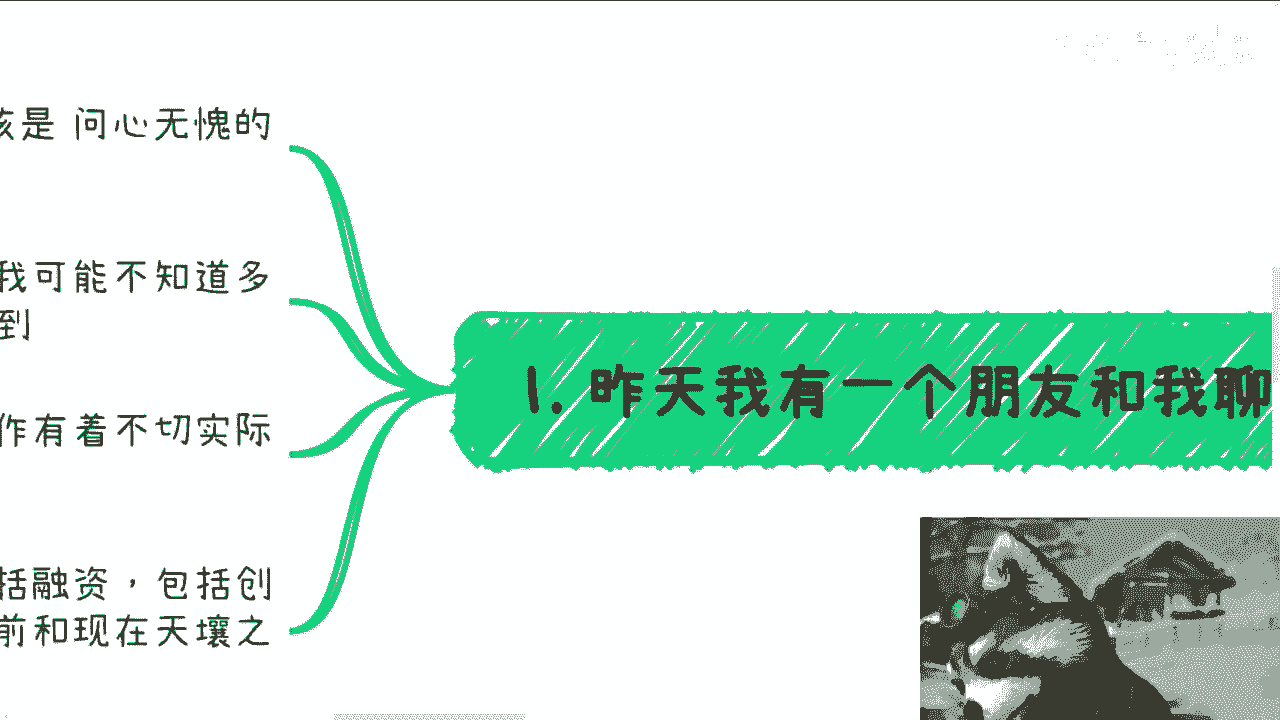 该是 问心无愧的
我可能不知道多
到
作有着不切实际
括融资，包括创
前和现在天壤之
1. 昨天我有一个朋友和我聊